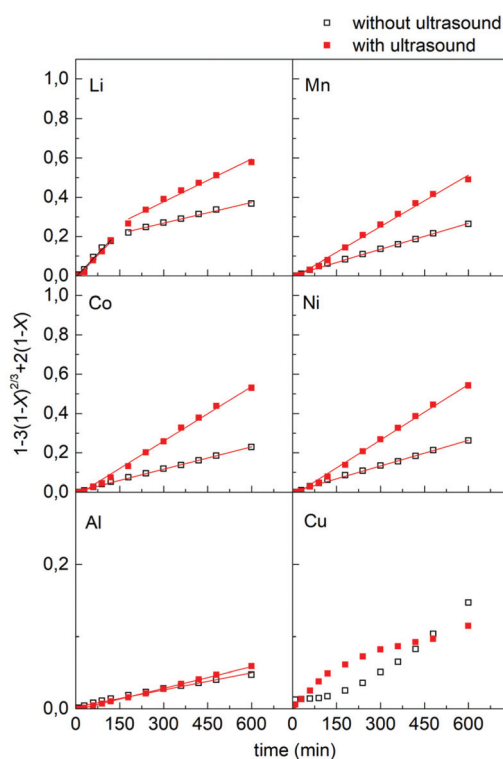 without ultrasound
with ultrasound
1,0
0,8
0,6
0,4
0,2
0,0
Li
Mn
1,0
0,8
0,6
0,4
0,2
0,0
Co
Ni
0,2
0,1
0,0
Al
Cu
0 150 300 450 600
0 150 300 450 600
1-3(1-X)^2/3+2(1-X)
time (min)